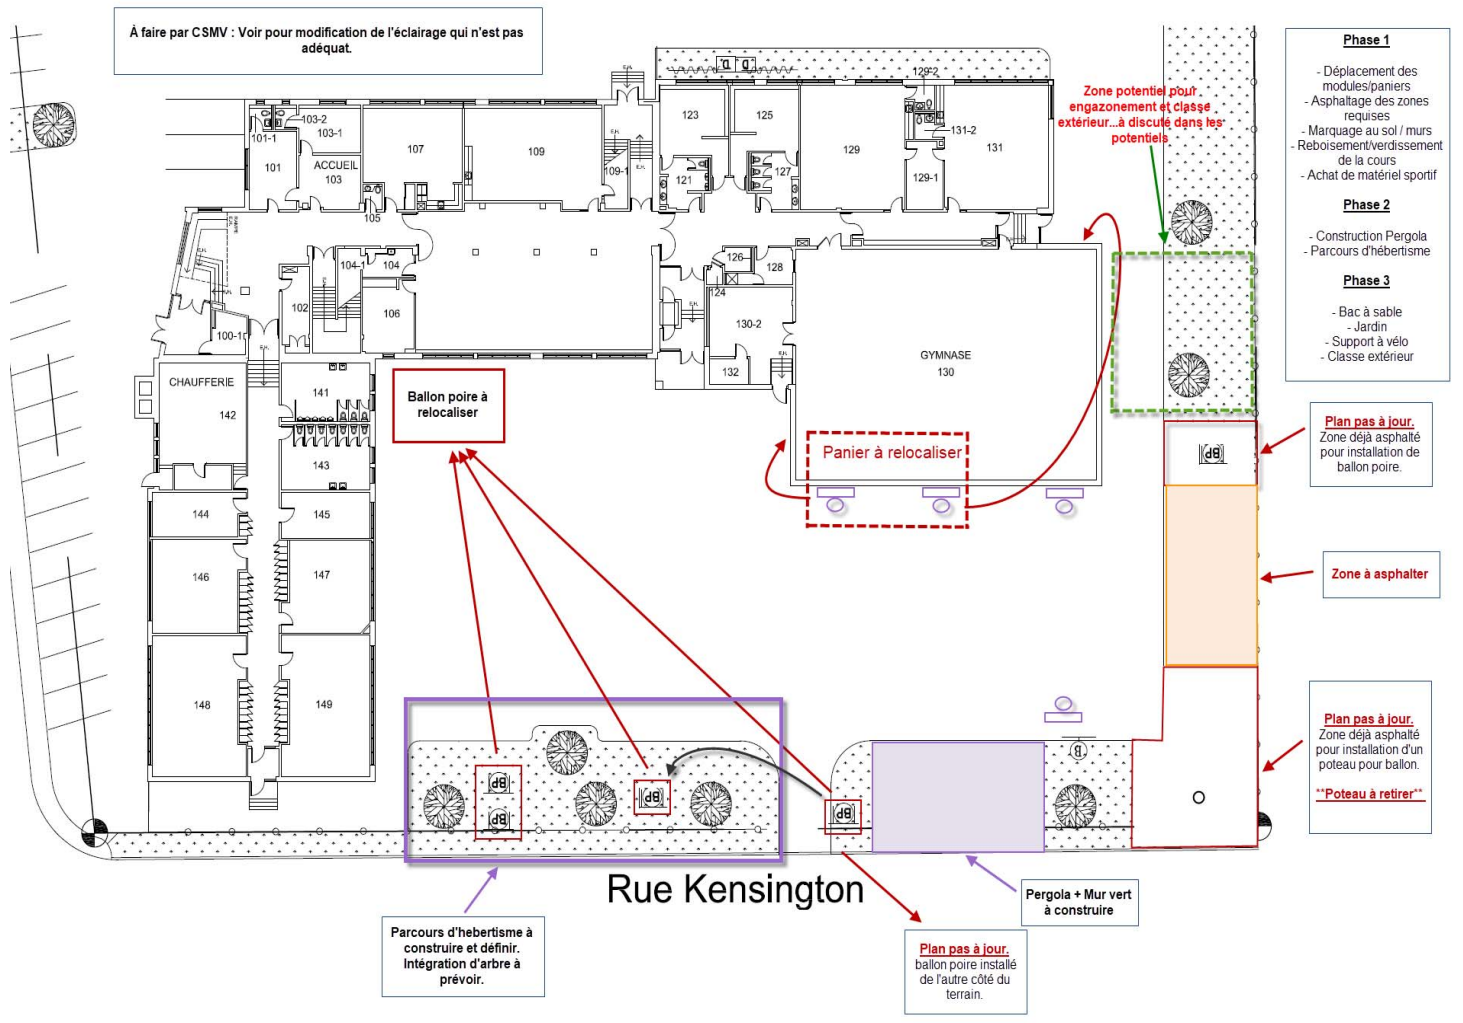 À faire par CSMV : Voir pour modification de l'éclairage qui n'est pas
adéquat.
Phase 1
- Déplacement des
modules/paniers
- Asphaltage des zones
requises
- Marquage au sol / murs
- Reboisement/verdissement
de la cours
- Achat de matériel sportif
Phase 2
- Construction Pergola
- Parcours d'hébertisme
Phase 3
- Bac à sable
- Jardin
- Support à vélo
- Classe extérieur
Zone potentiel pour
engazonement et classe
extérieur...à discuté dans les
potentiels
101-1
103-2
103-1
101
ACCUEIL
103
105
107
109
109-1
123
125
121
127
129
129-2
131-2
129-1
131
104-1
104
102
106
100-1
126
128
124
130-2
132
GYMNASE
130
CHAUFFERIE
142
141
143
144
145
146
147
148
149
E.H.
E.H.
E.H.
E.H.
E.H.
E.H.
E.H.
Ballon poire à
relocaliser
Panier à relocaliser
Plan pas à jour.
Zone déjà asphalté
pour installation de
ballon poire.
BP
Zone à asphalter
Plan pas à jour.
Zone déjà asphalté
pour installation d'un
poteau pour ballon.
**Poteau à retirer**
BP
BP
BP
BP
B
Rue Kensington
Pergola + Mur vert
à construire
Parcours d'hebertisme à
construire et définir.
Intégration d'arbre à
prévoir.
Plan pas à jour.
ballon poire installé
de l'autre côté du
terrain.